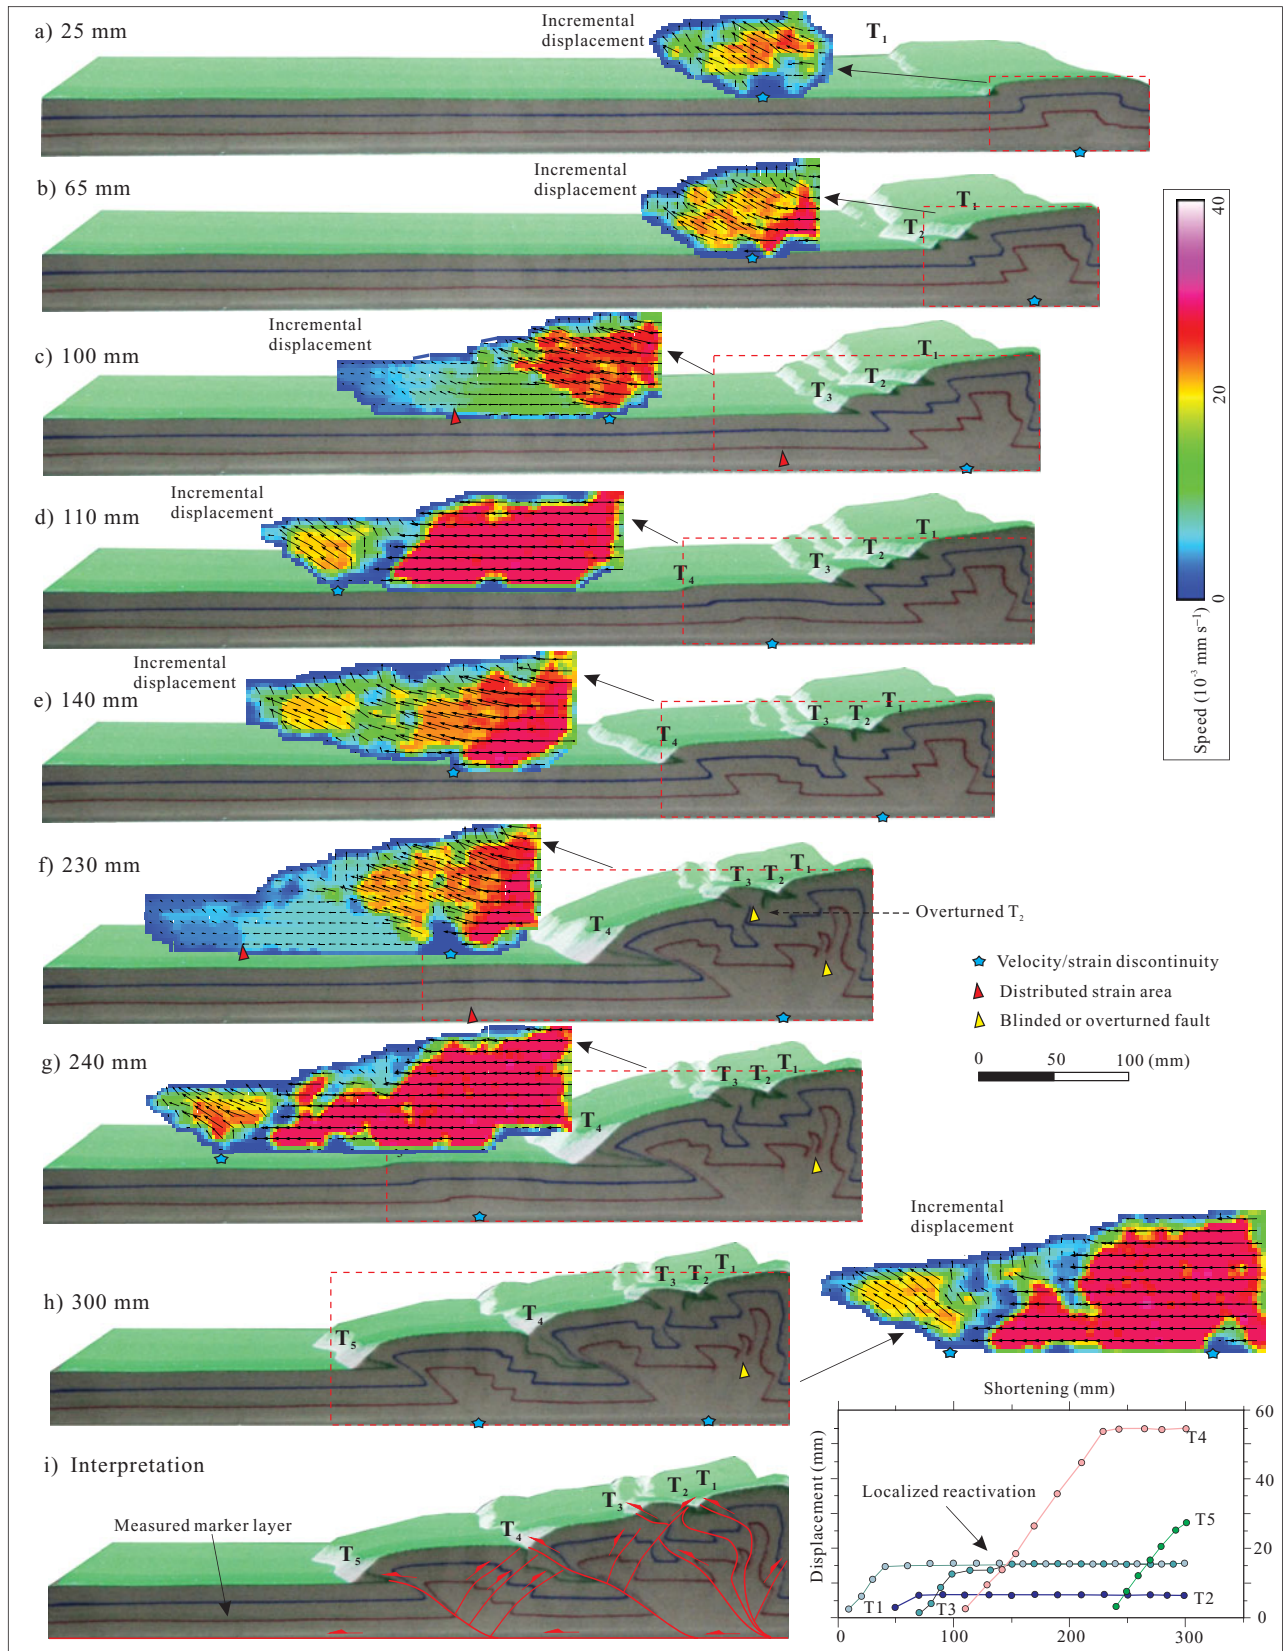 a) 25 mm
Incremental
displacement
T1
b) 65 mm
Incremental
displacement
T1
T2
c) 100 mm
Incremental
displacement
T1
T2
T3
d) 110 mm
Incremental
displacement
T1
T2
T3
T4
e) 140 mm
Incremental
displacement
T1
T2
T3
T4
40
20
0
Speed (10⁻³ mm s⁻¹)
f) 230 mm
T1
T2
T3
T4
Overturned T2
Velocity/strain discontinuity
Distributed strain area
Blinded or overturned fault
0 50 100 (mm)
g) 240 mm
T1
T2
T3
T4
h) 300 mm
T1
T2
T3
T4
T5
Incremental
displacement
i) Interpretation
T1
T2
T3
T4
T5
Measured marker layer
Shortening (mm)
Displacement (mm)
60
40
20
0
T4
Localized reactivation
T5
T1
T3
T2
0 100 200 300